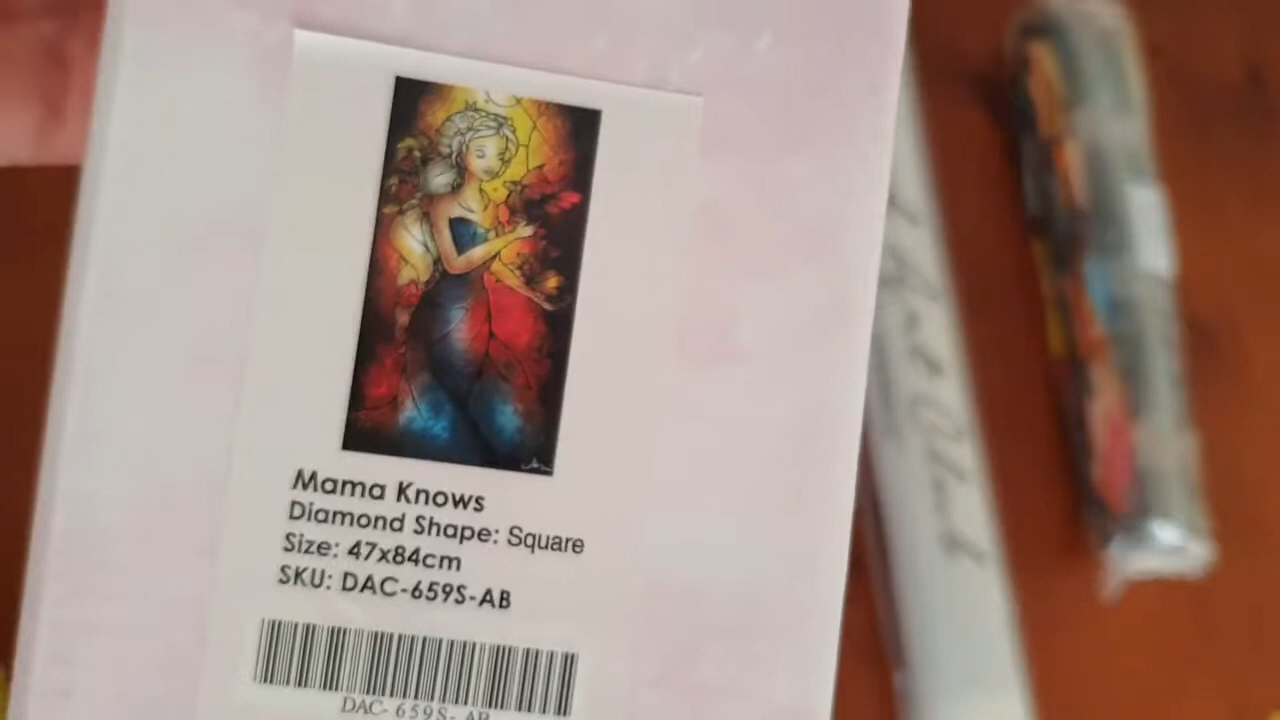 Mama Knows
Diamond Shape: Square
Size: 47x84cm
SKU: DAC-659S-AB
DAC- 659S- AB